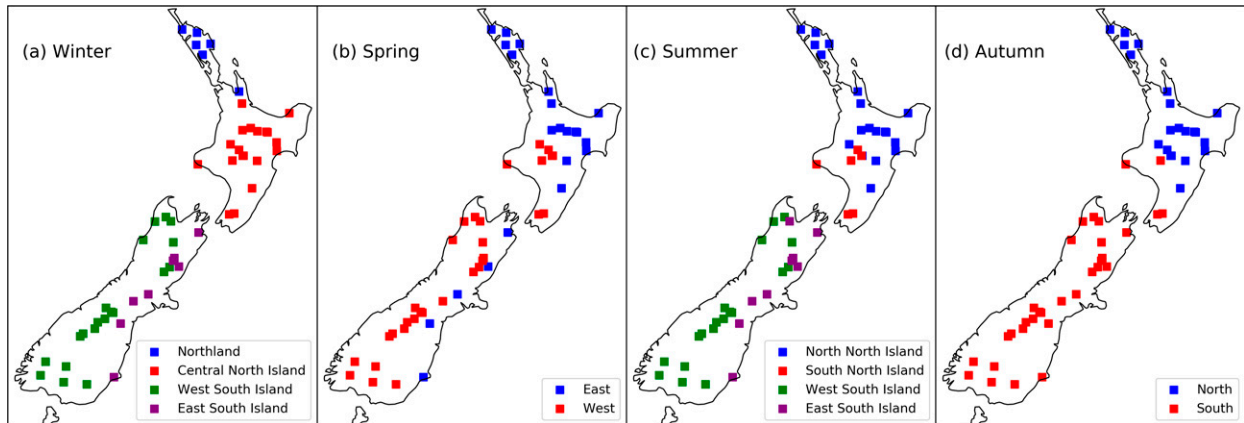 (a) Winter
Northland
Central North Island
West South Island
East South Island
(b) Spring
East
West
(c) Summer
North North Island
South North Island
West South Island
East South Island
(d) Autumn
North
South